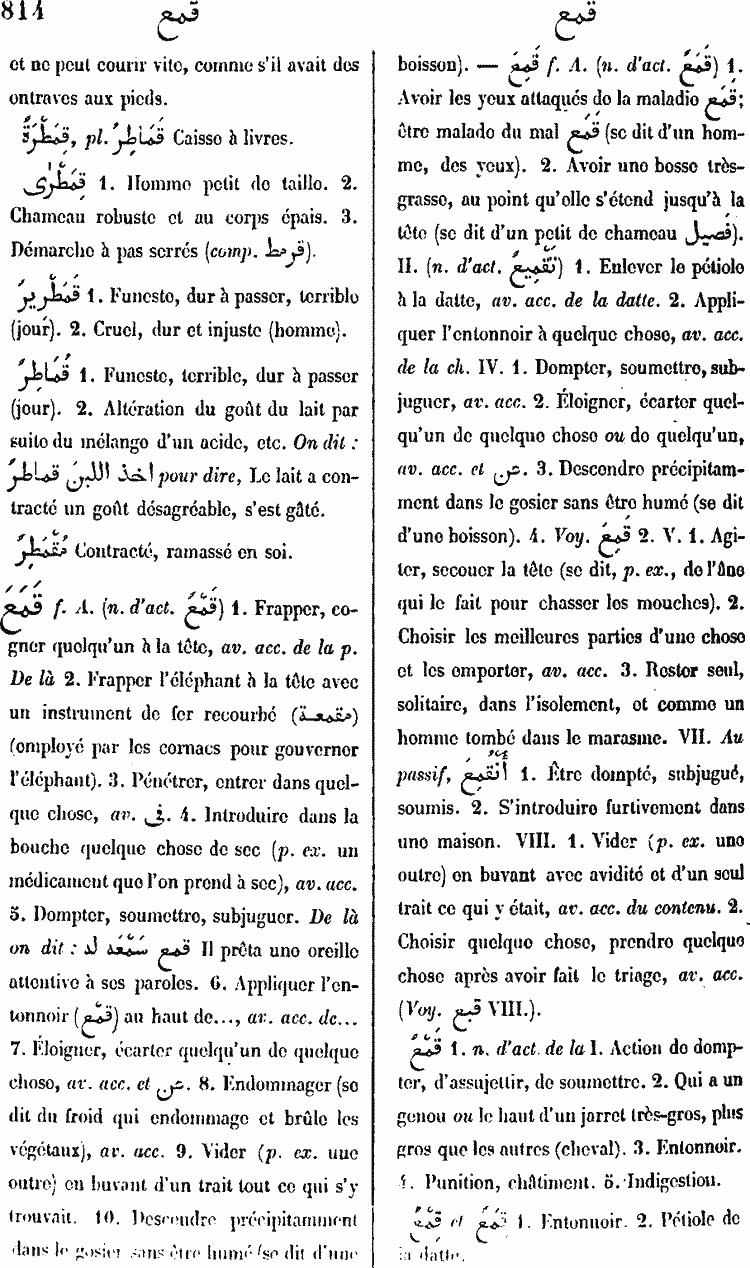 814
قمع
قمع
et ne peut courir vite, comme s'il avait des
entraves aux pieds.
قِمَطْرَةٌ, pl. قَمَاطِرُ Caisse à livres.
قِمَطْرَى 1. Homme petit de taille. 2.
Chameau robuste et au corps épais. 3.
Démarche à pas serrés (comp. قرمط).
قَمْطَرِيرٌ 1. Funeste, dur à passer, terrible
(jour). 2. Cruel, dur et injuste (homme).
قُمَاطِرٌ 1. Funeste, terrible, dur à passer
(jour). 2. Altération du goût du lait par
suite du mélange d'un acide, etc. On dit :
اخذ اللبن قماطرٌ pour dire, Le lait a con-
tracté un goût désagréable, s'est gâté.
مُقْمَطِرٌّ Contracté, ramassé en soi.
قَمَعَ f. A. (n. d'act. قَمْعٌ) 1. Frapper, co-
gner quelqu'un à la tête, av. acc. de la p.
De là 2. Frapper l'éléphant à la tête avec
un instrument de fer recourbé (مقمعة)
(employé par les cornacs pour gouverner
l'éléphant). 3. Pénétrer, entrer dans quel-
que chose, av. فى. 4. Introduire dans la
bouche quelque chose de sec (p. ex. un
médicament que l'on prend à sec), av. acc.
5. Dompter, soumettre, subjuguer. De là
on dit : قمع سَمْعَهُ له Il prêta une oreille
attentive à ses paroles. 6. Appliquer l'en-
tonnoir (قمع) au haut de..., av. acc. de...
7. Éloigner, écarter quelqu'un de quelque
chose, av. acc. et عن. 8. Endommager (se
dit du froid qui endommage et brûle les
végétaux), av. acc. 9. Vider (p. ex. une
outre) en buvant d'un trait tout ce qui s'y
trouvait. 10. Descendre précipitamment
dans le gosier sans être humé (se dit d'une
boisson). — قَمِعَ f. A. (n. d'act. قَمَعٌ) 1.
Avoir les yeux attaqués de la maladie قَمَعٌ;
être malade du mal قَمَعٌ (se dit d'un hom-
me, des yeux). 2. Avoir une bosse très-
grasse, au point qu'elle s'étend jusqu'à la
tête (se dit d'un petit de chameau فصيل).
II. (n. d'act. تَقْمِيعٌ) 1. Enlever le pétiole
à la datte, av. acc. de la datte. 2. Appli-
quer l'entonnoir à quelque chose, av. acc.
de la ch. IV. 1. Dompter, soumettre, sub-
juguer, av. acc. 2. Éloigner, écarter quel-
qu'un de quelque chose ou de quelqu'un,
av. acc. et عن. 3. Descendre précipitam-
ment dans le gosier sans être humé (se dit
d'une boisson). 4. Voy. قَمِعَ 2. V. 1. Agi-
ter, secouer la tête (se dit, p. ex., de l'âne
qui le fait pour chasser les mouches). 2.
Choisir les meilleures parties d'une chose
et les emporter, av. acc. 3. Rester seul,
solitaire, dans l'isolement, et comme un
homme tombé dans le marasme. VII. Au
passif, أُنْقُمِعَ 1. Être dompté, subjugué,
soumis. 2. S'introduire furtivement dans
une maison. VIII. 1. Vider (p. ex. une
outre) en buvant avec avidité et d'un seul
trait ce qui y était, av. acc. du contenu. 2.
Choisir quelque chose, prendre quelque
chose après avoir fait le triage, av. acc.
(Voy. قبع VIII.).
قَمْعٌ 1. n. d'act. de la I. Action de domp-
ter, d'assujettir, de soumettre. 2. Qui a un
genou ou le haut d'un jarret très-gros, plus
gros que les autres (cheval). 3. Entonnoir.
4. Punition, châtiment. 5. Indigestion.
قِمْعٌ et قِمَعٌ 1. Entonnoir. 2. Pétiole de
la datte.